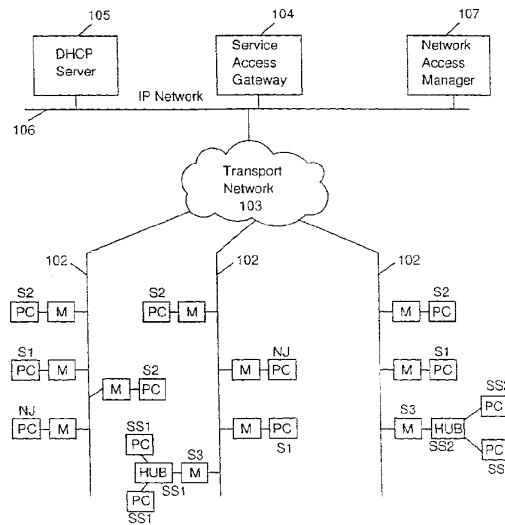 105
104
107
DHCP
Server
Service
Access
Gateway
Network
Access
Manager
IP Network
106
Transport
Network
103
102
102
102
S2
PC
M
S2
PC
M
S2
M
PC
S1
PC
M
S2
M
PC
NJ
M
PC
S1
M
PC
NJ
PC
M
SS1
PC
HUB
SS1
S3
M
PC
SS1
M
PC
S1
S3
M
HUB
SS2
SS2
PC
PC
SS